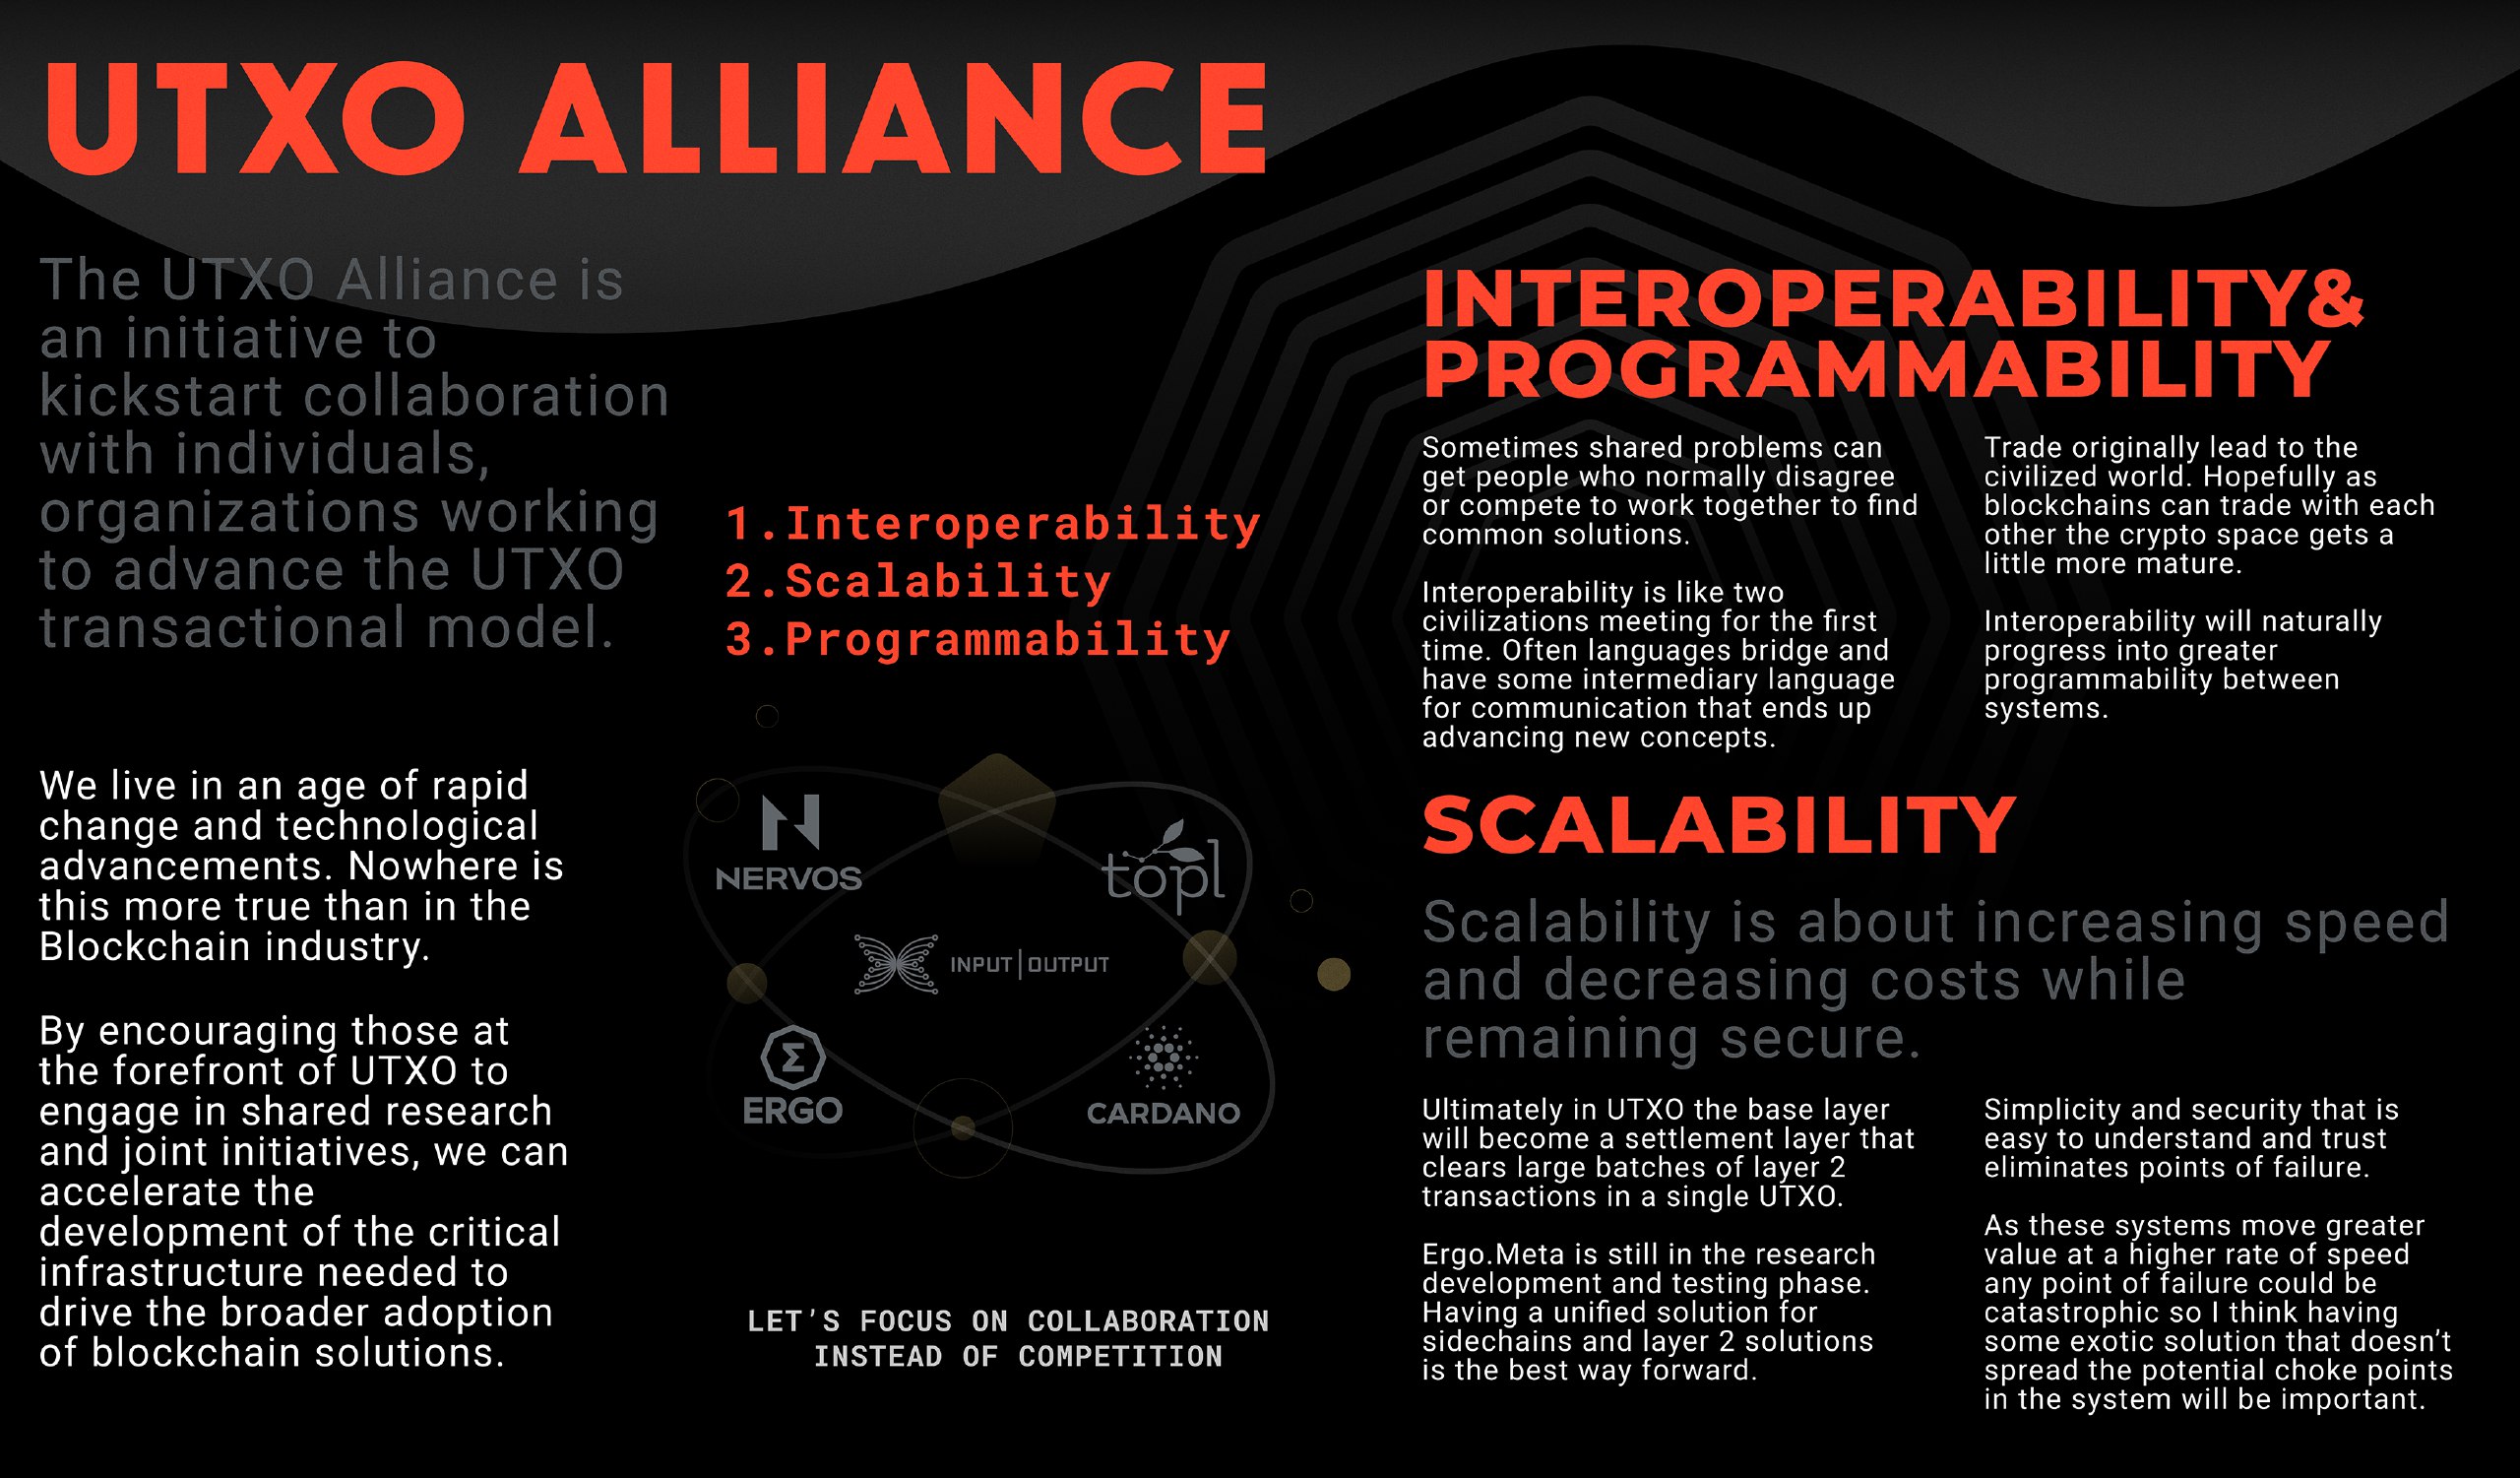 UTXO ALLIANCE
The UTXO Alliance is
an initiative to
kickstart collaboration
with individuals,
organizations working
to advance the UTXO
transactional model.
We live in an age of rapid
change and technological
advancements. Nowhere is
this more true than in the
Blockchain industry.
By encouraging those at
the forefront of UTXO to
engage in shared research
and joint initiatives, we can
accelerate the
development of the critical
infrastructure needed to
drive the broader adoption
of blockchain solutions.
1.Interoperability
2.Scalability
3.Programmability
NERVOS
topl
INPUT|OUTPUT
Σ
ERGO
CARDANO
LET'S FOCUS ON COLLABORATION
INSTEAD OF COMPETITION
INTEROPERABILITY&
PROGRAMMABILITY
Sometimes shared problems can
get people who normally disagree
or compete to work together to find
common solutions.
Interoperability is like two
civilizations meeting for the first
time. Often languages bridge and
have some intermediary language
for communication that ends up
advancing new concepts.
Trade originally lead to the
civilized world. Hopefully as
blockchains can trade with each
other the crypto space gets a
little more mature.
Interoperability will naturally
progress into greater
programmability between
systems.
SCALABILITY
Scalability is about increasing speed
and decreasing costs while
remaining secure.
Ultimately in UTXO the base layer
will become a settlement layer that
clears large batches of layer 2
transactions in a single UTXO.
Ergo.Meta is still in the research
development and testing phase.
Having a unified solution for
sidechains and layer 2 solutions
is the best way forward.
Simplicity and security that is
easy to understand and trust
eliminates points of failure.
As these systems move greater
value at a higher rate of speed
any point of failure could be
catastrophic so I think having
some exotic solution that doesn't
spread the potential choke points
in the system will be important.